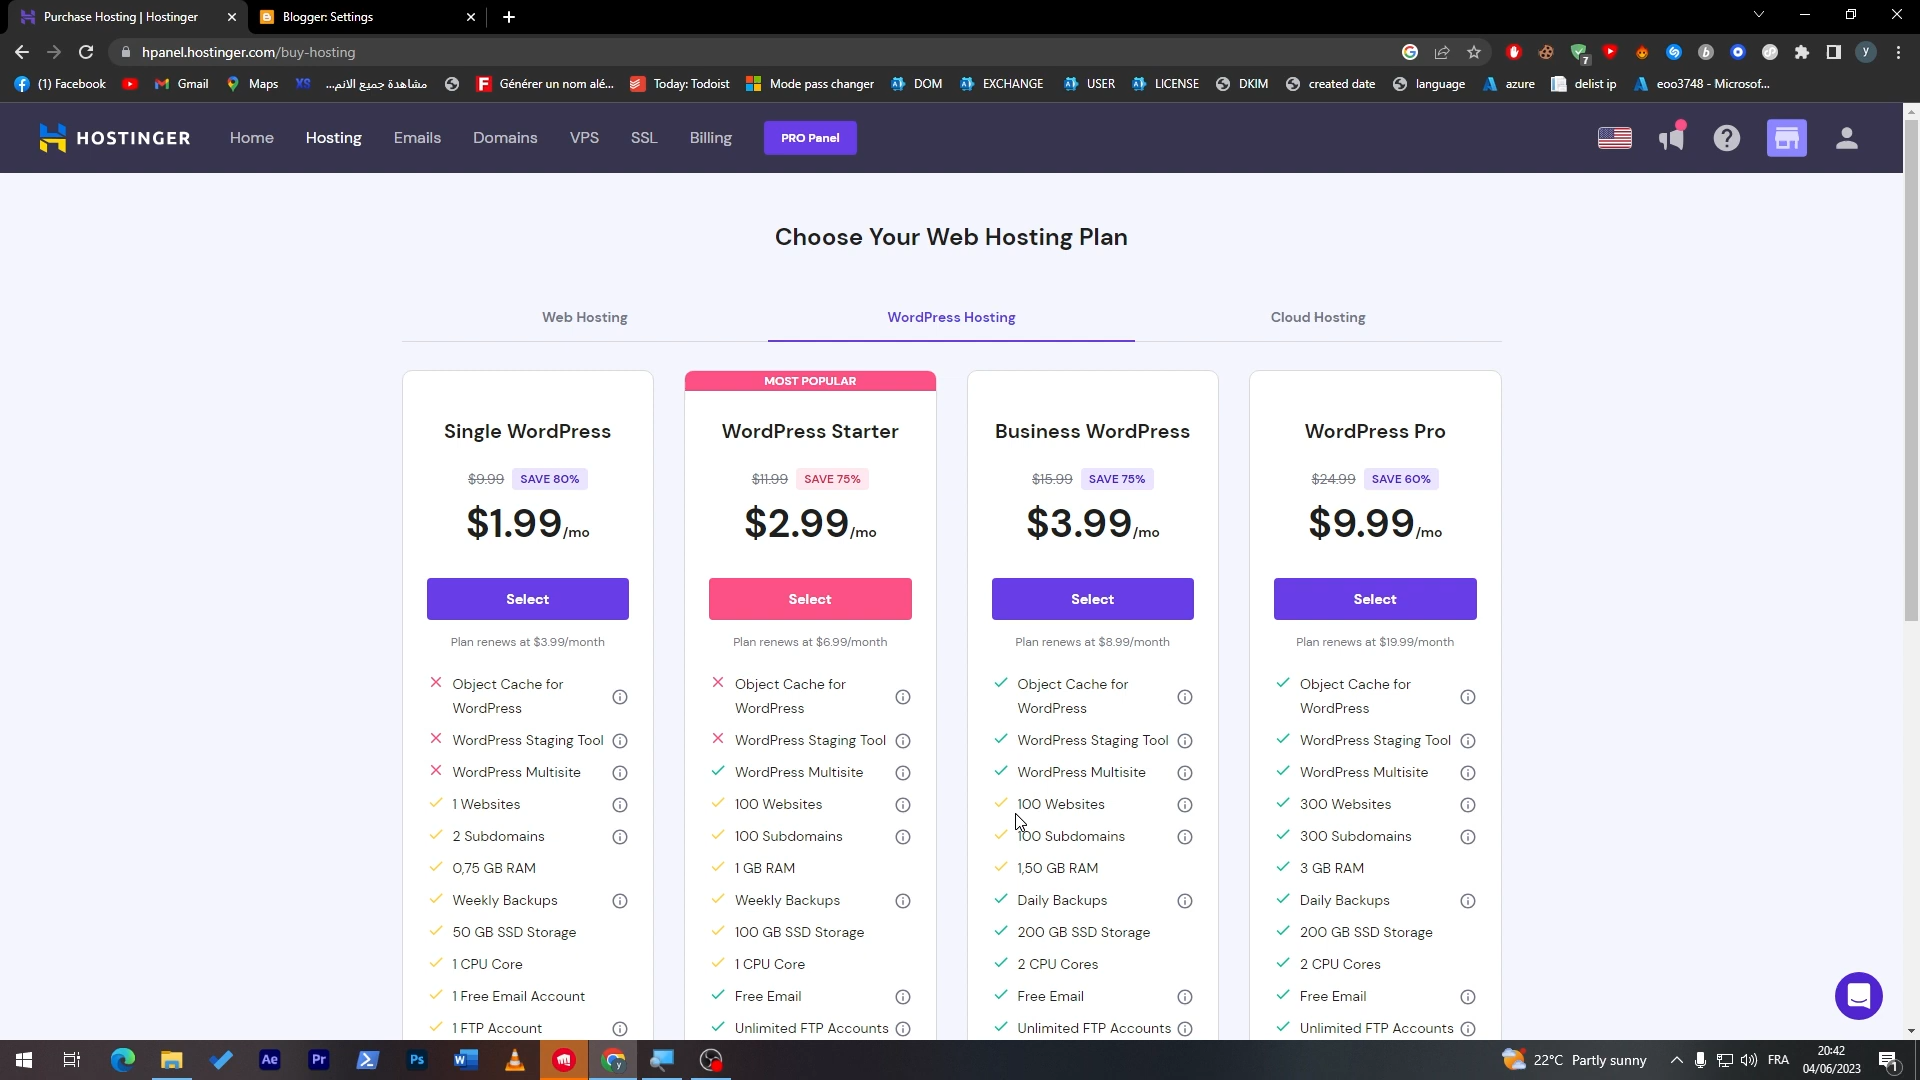 Purchase Hosting | Hostinger
Blogger: Settings
hpanel.hostinger.com/buy-hosting
7
y
(1) Facebook
Gmail
Maps
XS
مشاهدة جميع الانم...
Générer un nom alé...
Today: Todoist
Mode pass changer
DOM
EXCHANGE
USER
LICENSE
DKIM
created date
language
azure
delist ip
eoo3748 - Microsof...
HOSTINGER
Home
Hosting
Emails
Domains
VPS
SSL
Billing
PRO Panel
Choose Your Web Hosting Plan
Web Hosting
WordPress Hosting
Cloud Hosting
Single WordPress
$9.99 SAVE 80%
$1.99/mo
Select
Plan renews at $3.99/month
Object Cache for
WordPress
WordPress Staging Tool
WordPress Multisite
1 Websites
2 Subdomains
0,75 GB RAM
Weekly Backups
50 GB SSD Storage
1 CPU Core
1 Free Email Account
1 FTP Account
MOST POPULAR
WordPress Starter
$11.99 SAVE 75%
$2.99/mo
Select
Plan renews at $6.99/month
Object Cache for
WordPress
WordPress Staging Tool
WordPress Multisite
100 Websites
100 Subdomains
1 GB RAM
Weekly Backups
100 GB SSD Storage
1 CPU Core
Free Email
Unlimited FTP Accounts
Business WordPress
$15.99 SAVE 75%
$3.99/mo
Select
Plan renews at $8.99/month
Object Cache for
WordPress
WordPress Staging Tool
WordPress Multisite
100 Websites
100 Subdomains
1,50 GB RAM
Daily Backups
200 GB SSD Storage
2 CPU Cores
Free Email
Unlimited FTP Accounts
WordPress Pro
$24.99 SAVE 60%
$9.99/mo
Select
Plan renews at $19.99/month
Object Cache for
WordPress
WordPress Staging Tool
WordPress Multisite
300 Websites
300 Subdomains
3 GB RAM
Daily Backups
200 GB SSD Storage
2 CPU Cores
Free Email
Unlimited FTP Accounts
Ae
Pr
Ps
22°C Partly sunny
FRA
20:42
04/06/2023
1